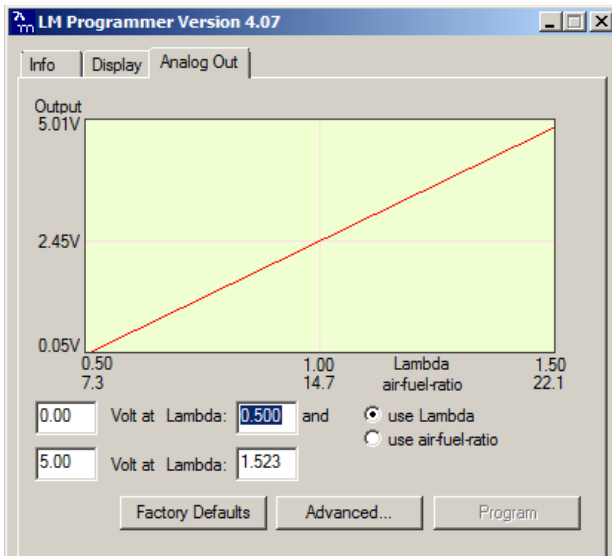 LM Programmer Version 4.07
Info Display Analog Out
Output
5.01V
2.45V
0.05V
0.50 1.00 Lambda 1.50
7.3 14.7 air-fuel-ratio 22.1
0.00 Volt at Lambda: 0.500 and use Lambda
use air-fuel-ratio
5.00 Volt at Lambda: 1.523
Factory Defaults Advanced... Program